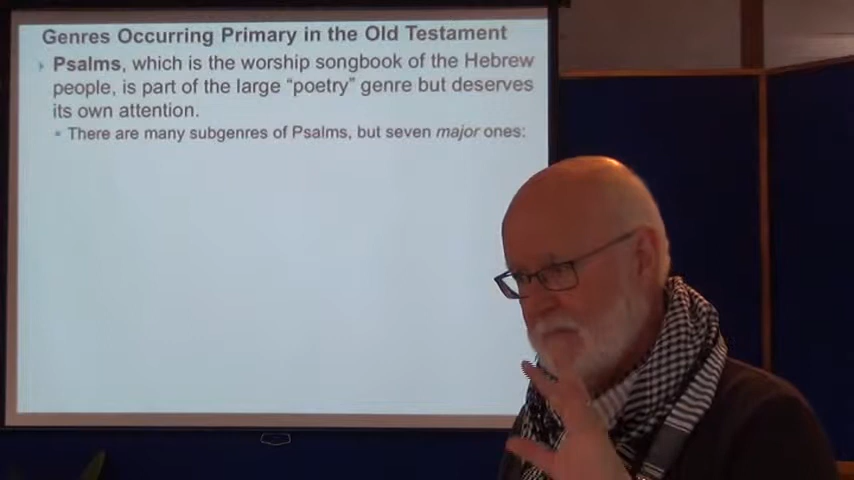 Genres Occurring Primary in the Old Testament
Psalms, which is the worship songbook of the Hebrew
people, is part of the large “poetry” genre but deserves
its own attention.
There are many subgenres of Psalms, but seven major ones: